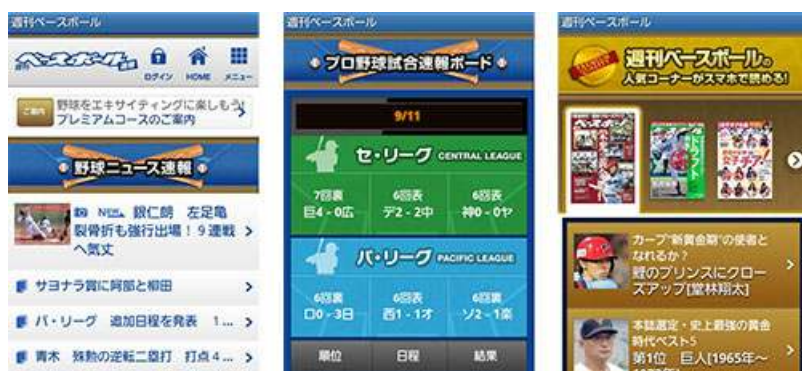 週刊ベースボール
週刊ベースボール
ログイン
HOME
メニュー
ご案内
野球をエキサイティングに楽しもう!
プレミアムコースのご案内
野球ニュース速報
NEW 銀仁朗 左足亀
裂骨折も強行出場!9連戦
へ気丈
サヨナラ賞に阿部と柳田
パ・リーグ 追加日程を発表 1...
青木 殊勲の逆転二塁打 打点4...
週刊ベースボール
プロ野球試合速報ボード
9/11
セ・リーグ CENTRAL LEAGUE
7回裏 6回表 6回表
巨4-0広 デ2-2中 神0-0ヤ
パ・リーグ PACIFIC LEAGUE
6回裏 6回表 6回裏
ロ0-3日 西1-1オ ソ2-1楽
順位 日程 結果
週刊ベースボール
週刊ベースボールの
人気コーナーがスマホで読める!
カープ"新黄金期"の使者と
なれるか?
鯉のプリンスにクロー
ズアップ[堂林翔太]
本誌選定・史上最強の黄金
時代ベスト5
第1位 巨人[1965年~